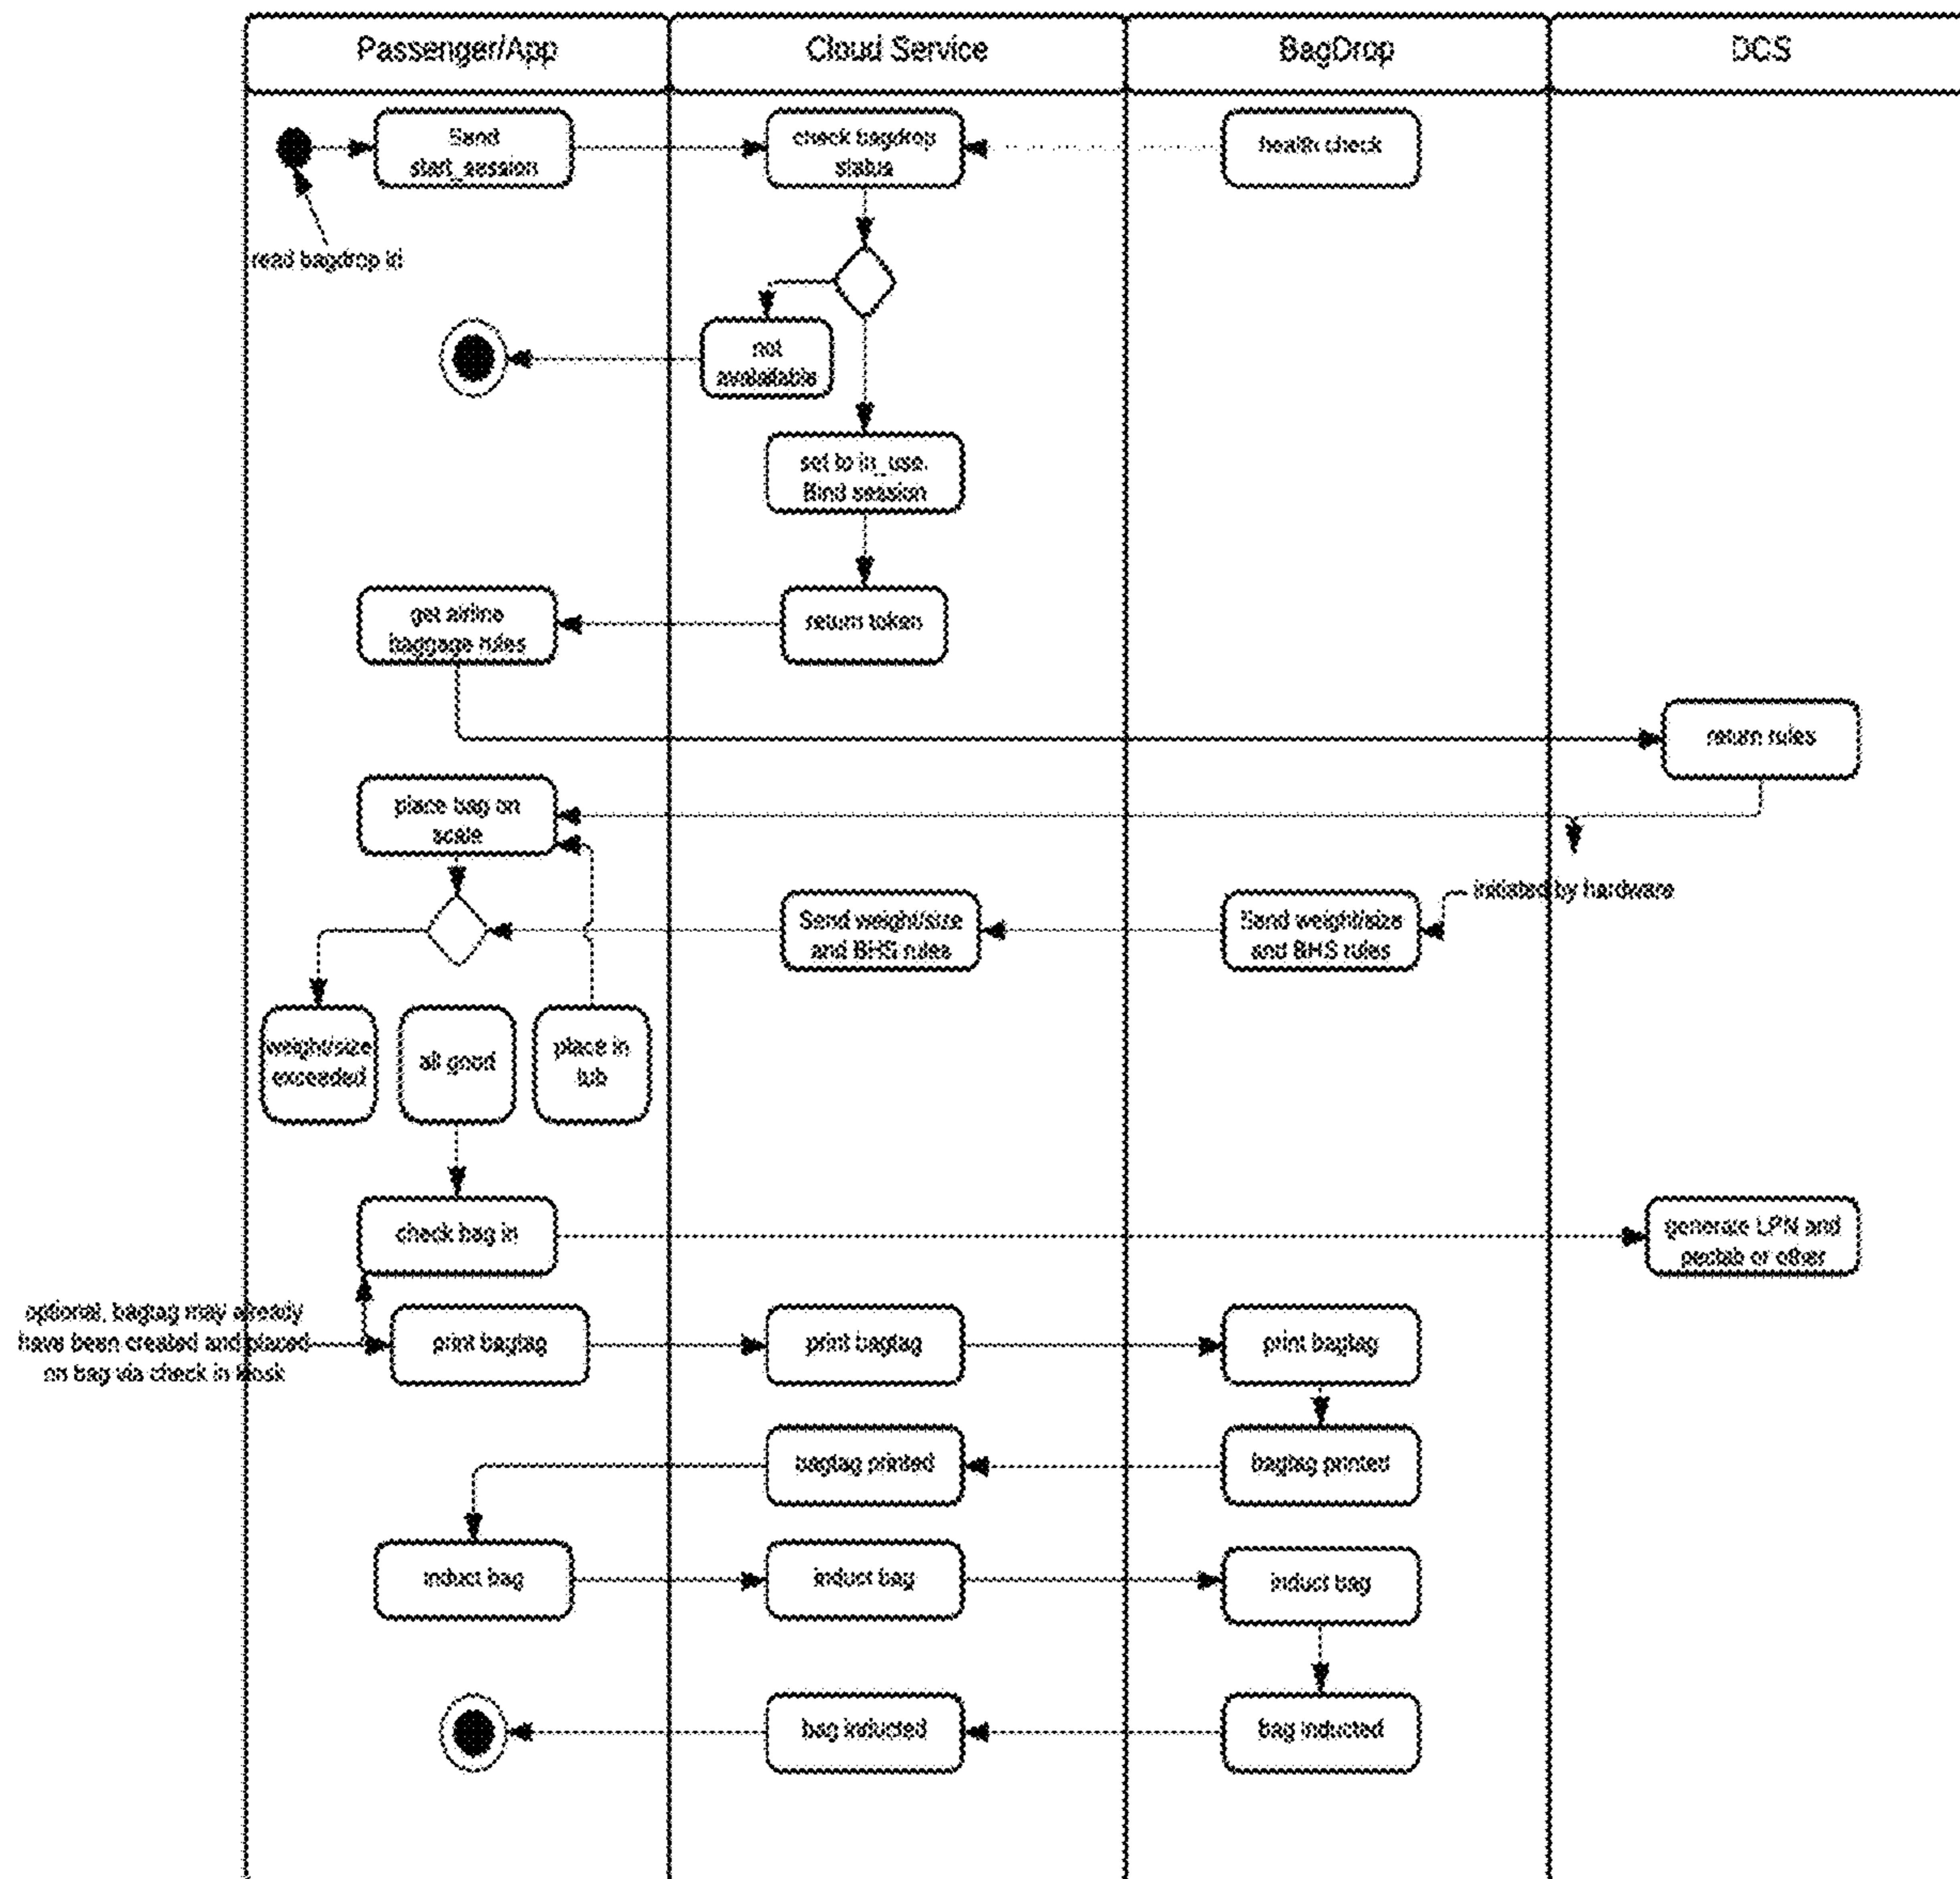 Passenger/App
Cloud Service
BagDrop
DCS
Send
start_session
check bagdrop
status
health check
read bagdrop id
not
available
set to in_use.
Bind session
get airline
baggage rules
return token
return rules
place bag on
scale
initiated by hardware
Send weight/size
and BHS rules
Send weight/size
and BHS rules
weight/size
exceeded
all good
place in
tub
check bag in
generate LPN and
pectab or other
optional, bagtag may already
have been created and placed
on bag via check in kiosk
print bagtag
print bagtag
print bagtag
bagtag printed
bagtag printed
induct bag
induct bag
induct bag
bag inducted
bag inducted